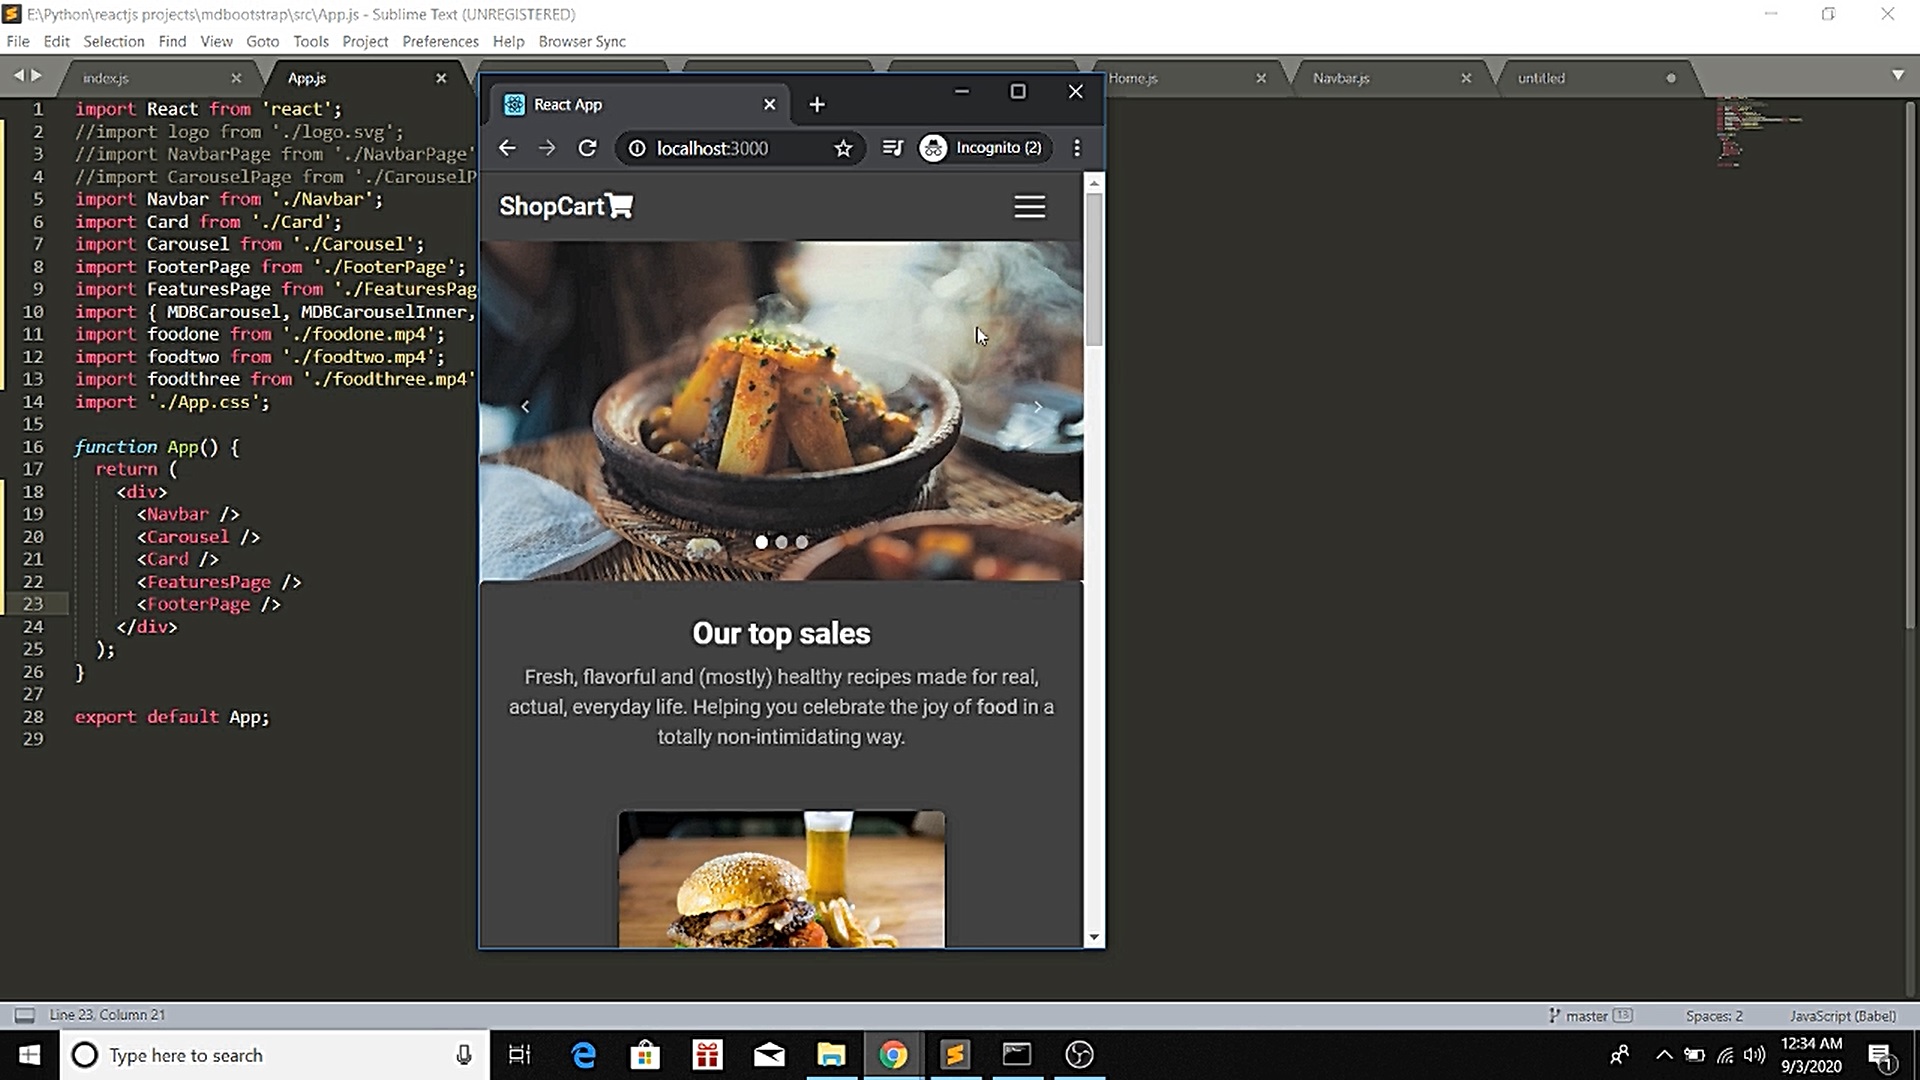 E:\Python\reactjs projects\mdbootstrap\src\App.js - Sublime Text (UNREGISTERED)
File Edit Selection Find View Goto Tools Project Preferences Help Browser Sync
index.js App.js Home.js Navbar.js untitled
1 import React from 'react';
2 //import logo from './logo.svg';
3 //import NavbarPage from './NavbarPage'
4 //import CarouselPage from './CarouselP
5 import Navbar from './Navbar';
6 import Card from './Card';
7 import Carousel from './Carousel';
8 import FooterPage from './FooterPage';
9 import FeaturesPage from './FeaturesPag
10 import { MDBCarousel, MDBCarouselInner,
11 import foodone from './foodone.mp4';
12 import foodtwo from './foodtwo.mp4';
13 import foodthree from './foodthree.mp4'
14 import './App.css';
15
16 function App() {
17 return (
18 <div>
19 <Navbar />
20 <Carousel />
21 <Card />
22 <FeaturesPage />
23 <FooterPage />
24 </div>
25 );
26 }
27
28 export default App;
29
React App
localhost:3000 Incognito (2)
ShopCart
Our top sales
Fresh, flavorful and (mostly) healthy recipes made for real,
actual, everyday life. Helping you celebrate the joy of food in a
totally non-intimidating way.
Line 23, Column 21 master 13 Spaces: 2 JavaScript (Babel)
Type here to search
12:34 AM
9/3/2020
1